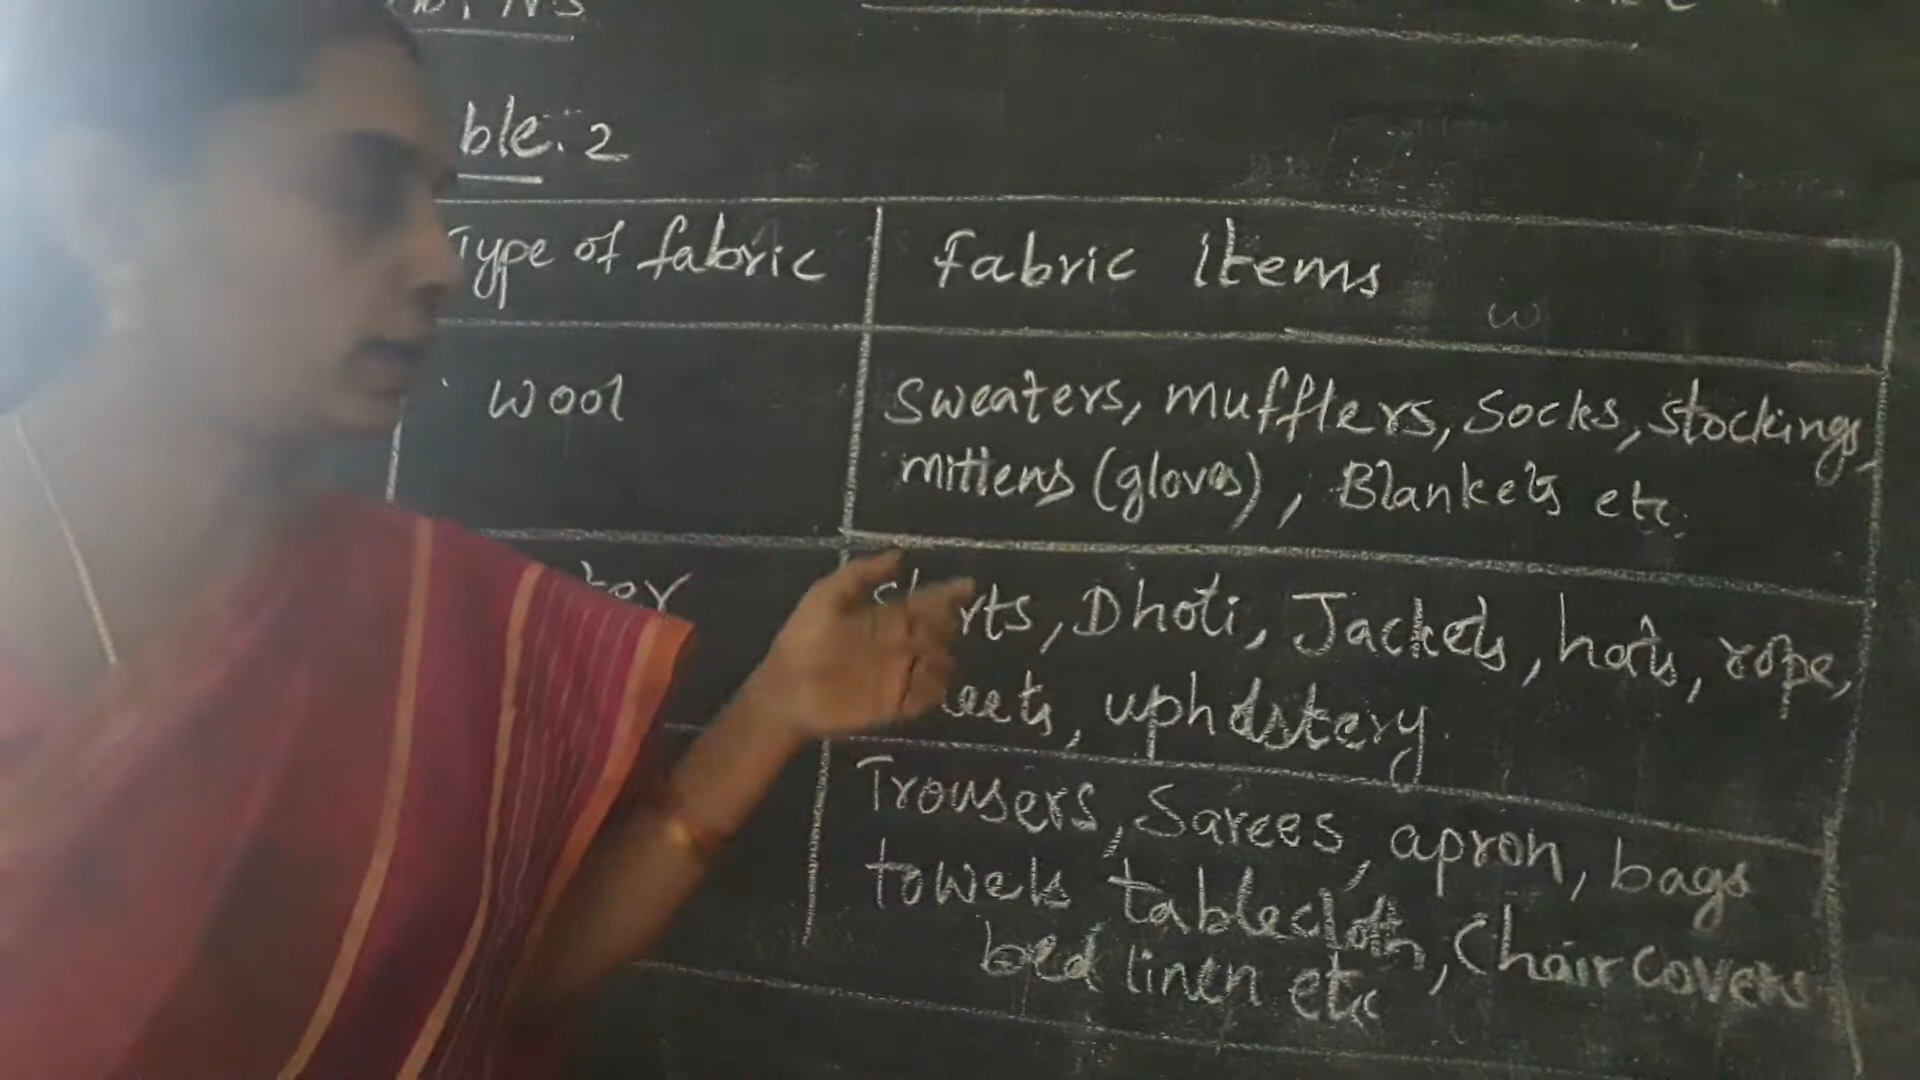 ble: 2
Type of fabric
Fabric Items
Wool
Sweaters, mufflers, Socks, stockings,
mittens (gloves), Blankets etc.
Dhoti, Jackets, hats, rope,
upholstery.
Trousers, Sarees, apron, bags
towels tablecloth, Chair covers
bed linen etc